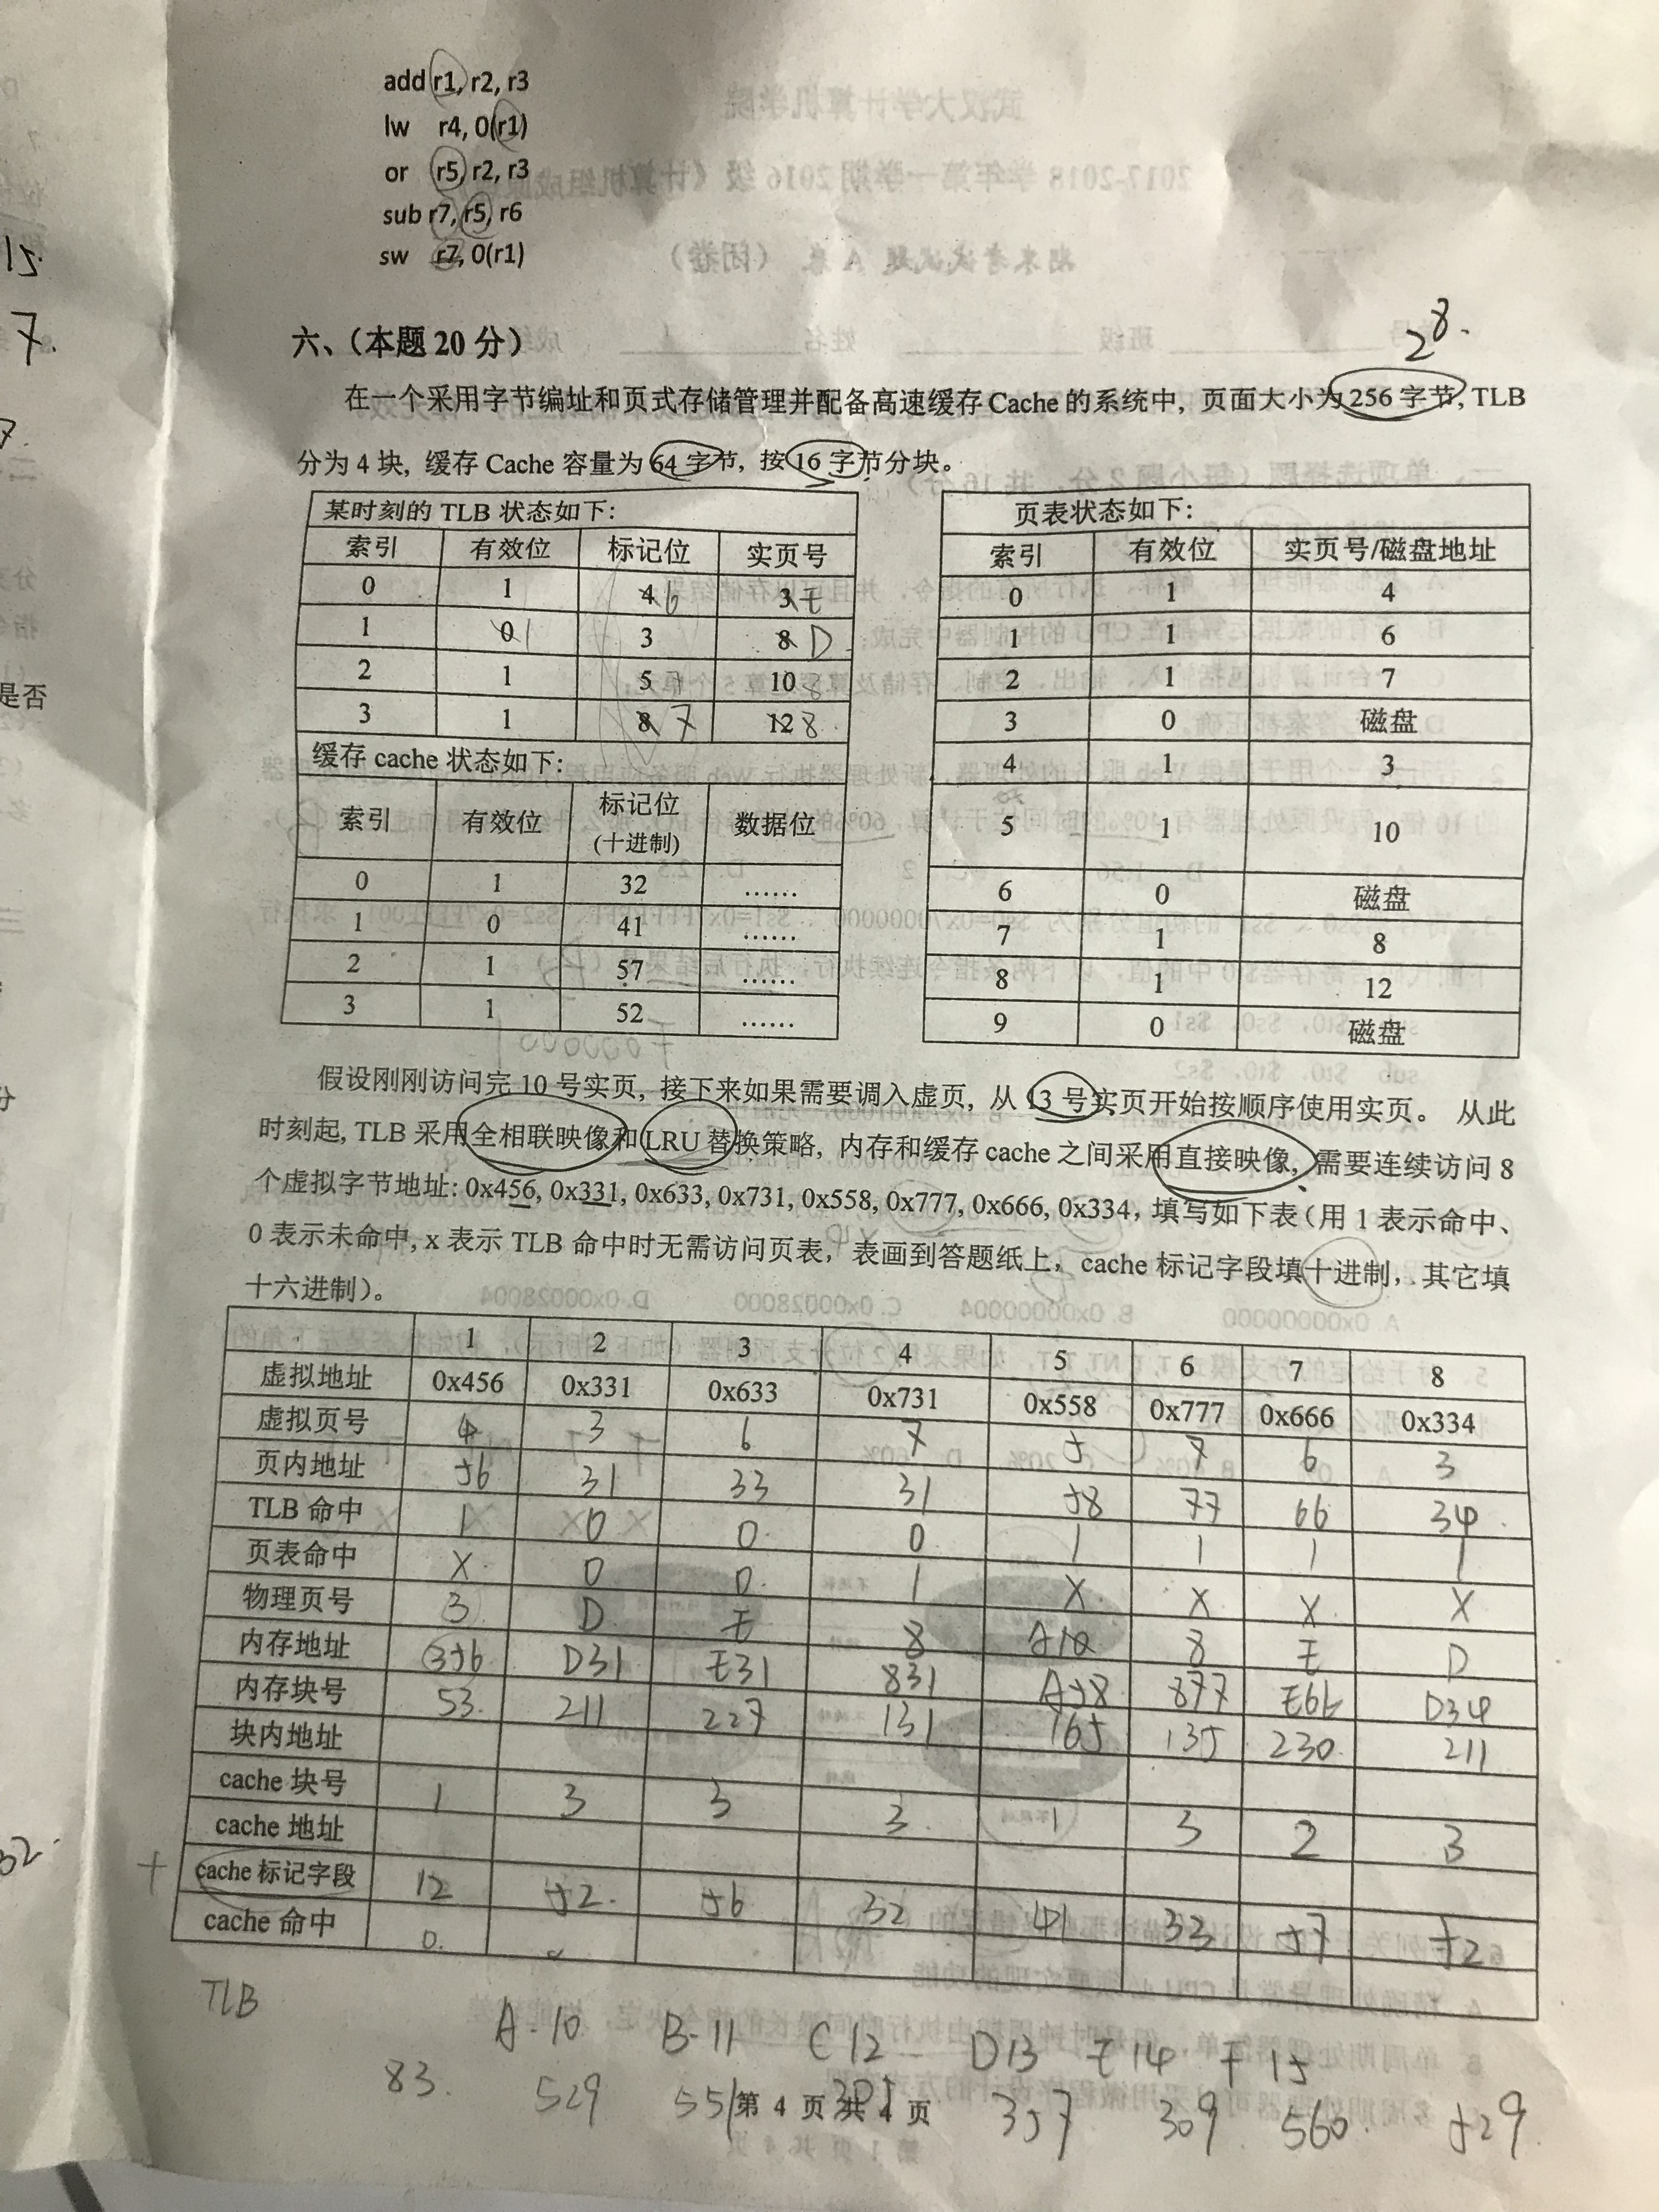 add r1, r2, r3
lw r4, 0(r1)
or r5, r2, r3
sub r7, r5, r6
sw r7, 0(r1)
15
7.
六、（本题 20 分）
2^8.
在一个采用字节编址和页式存储管理并配备高速缓存 Cache 的系统中, 页面大小为 256 字节, TLB
分为 4 块, 缓存 Cache 容量为 64 字节, 按 16 字节分块。
某时刻的 TLB 状态如下:
索引 有效位 标记位 实页号
0 1 4 6 3 E
1 0 1 3 8 D
2 1 5 10
3 1 8 7 12 8
缓存 cache 状态如下:
索引 有效位 标记位 (十进制) 数据位
0 1 32 ……
1 0 41 ……
2 1 57 ……
3 1 52 ……
页表状态如下:
索引 有效位 实页号/磁盘地址
0 1 4
1 1 6
2 1 7
3 0 磁盘
4 1 3
5 1 10
6 0 磁盘
7 1 8
8 1 12
9 0 磁盘
是否
假设刚刚访问完 10 号实页, 接下来如果需要调入虚页, 从 13 号实页开始按顺序使用实页。 从此
时刻起, TLB 采用全相联映像和 LRU 替换策略, 内存和缓存 cache 之间采用直接映像, 需要连续访问 8
个虚拟字节地址: 0x456, 0x331, 0x633, 0x731, 0x558, 0x777, 0x666, 0x334, 填写如下表（用 1 表示命中、
0 表示未命中, x 表示 TLB 命中时无需访问页表, 表画到答题纸上, cache 标记字段填十进制, 其它填
十六进制）。
1 2 3 4 5 6 7 8
虚拟地址 0x456 0x331 0x633 0x731 0x558 0x777 0x666 0x334
虚拟页号 4 3 6 7 5 7 6 3
页内地址 56 31 33 31 58 77 66 34
TLB 命中 1 0 0 0 1 1 1 1
页表命中 X 0 0 1 X X X X
物理页号 3 D E 8 A10 8 E D
内存地址 356 D31 E31 831 A58 877 E66 D34
内存块号 53 211 227 131 165 135 230 211
块内地址
cache 块号 1 3 3 3 1 3 2 3
cache 地址
cache 标记字段 12 52 56 32 41 33 57 52
cache 命中 0
TLB
A-10 B-11 C 12 D13 E 14 F 15
83. 529 551 357 309 560 529
第 4 页 共 4 页